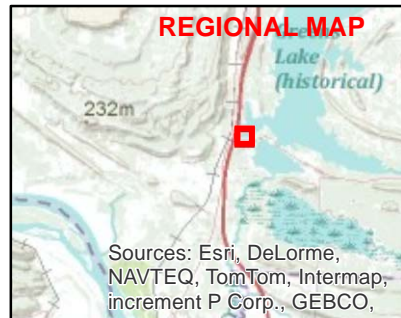 REGIONAL MAP
Lake
(historical)
232m
Sources: Esri, DeLorme,
NAVTEQ, TomTom, Intermap,
increment P Corp., GEBCO,